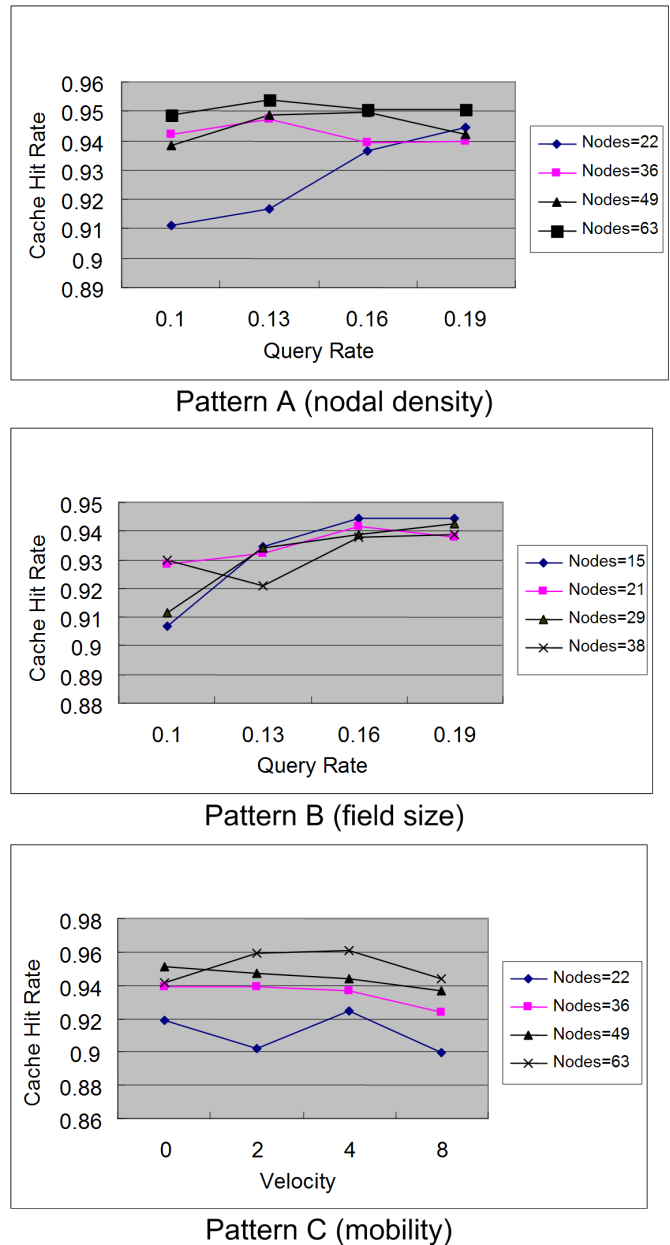 0.96
0.95
0.94
0.93
0.92
0.91
0.9
0.89
Cache Hit Rate
0.1 0.13 0.16 0.19
Query Rate
Nodes=22
Nodes=36
Nodes=49
Nodes=63
Pattern A (nodal density)
0.95
0.94
0.93
0.92
0.91
0.9
0.89
0.88
Cache Hit Rate
0.1 0.13 0.16 0.19
Query Rate
Nodes=15
Nodes=21
Nodes=29
Nodes=38
Pattern B (field size)
0.98
0.96
0.94
0.92
0.9
0.88
0.86
Cache Hit Rate
0 2 4 8
Velocity
Nodes=22
Nodes=36
Nodes=49
Nodes=63
Pattern C (mobility)